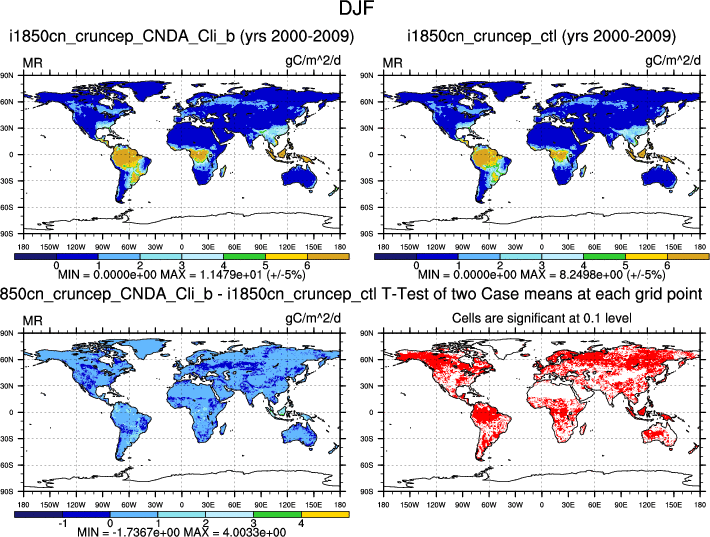 DJF
i1850cn_cruncep_CNDA_Cli_b (yrs 2000-2009)
i1850cn_cruncep_ctl (yrs 2000-2009)
MR gC/m^2/d
MR gC/m^2/d
90N 60N 30N 0 30S 60S 90S
180 150W 120W 90W 60W 30W 0 30E 60E 90E 120E 150E 180
0 1 2 3 4 5 6
MIN = 0.0000e+00 MAX = 1.1479e+01 (+/-5%)
90N 60N 30N 0 30S 60S 90S
180 150W 120W 90W 60W 30W 0 30E 60E 90E 120E 150E 180
0 1 2 3 4 5 6
MIN = 0.0000e+00 MAX = 8.2498e+00 (+/-5%)
850cn_cruncep_CNDA_Cli_b - i1850cn_cruncep_ctl T-Test of two Case means at each grid point
MR gC/m^2/d
Cells are significant at 0.1 level
90N 60N 30N 0 30S 60S 90S
180 150W 120W 90W 60W 30W 0 30E 60E 90E 120E 150E 180
-1 0 1 2 3 4
MIN = -1.7367e+00 MAX = 4.0033e+00
90N 60N 30N 0 30S 60S 90S
180 150W 120W 90W 60W 30W 0 30E 60E 90E 120E 150E 180